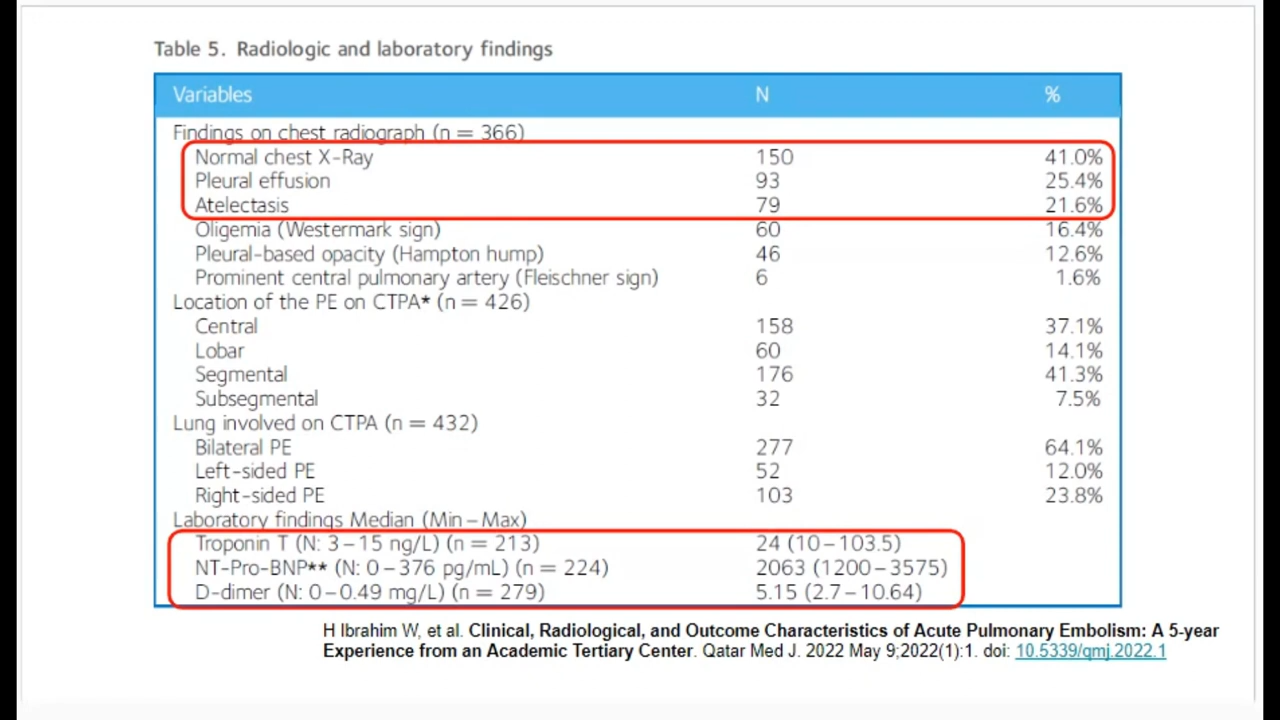 Table 5. Radiologic and laboratory findings
Variables N %
Findings on chest radiograph (n = 366)
Normal chest X-Ray 150 41.0%
Pleural effusion 93 25.4%
Atelectasis 79 21.6%
Oligemia (Westermark sign) 60 16.4%
Pleural-based opacity (Hampton hump) 46 12.6%
Prominent central pulmonary artery (Fleischner sign) 6 1.6%
Location of the PE on CTPA* (n = 426)
Central 158 37.1%
Lobar 60 14.1%
Segmental 176 41.3%
Subsegmental 32 7.5%
Lung involved on CTPA (n = 432)
Bilateral PE 277 64.1%
Left-sided PE 52 12.0%
Right-sided PE 103 23.8%
Laboratory findings Median (Min–Max)
Troponin T (N: 3–15 ng/L) (n = 213) 24 (10–103.5)
NT-Pro-BNP** (N: 0–376 pg/mL) (n = 224) 2063 (1200–3575)
D-dimer (N: 0–0.49 mg/L) (n = 279) 5.15 (2.7–10.64)
H Ibrahim W, et al. Clinical, Radiological, and Outcome Characteristics of Acute Pulmonary Embolism: A 5-year
Experience from an Academic Tertiary Center. Qatar Med J. 2022 May 9;2022(1):1. doi: 10.5339/qmj.2022.1